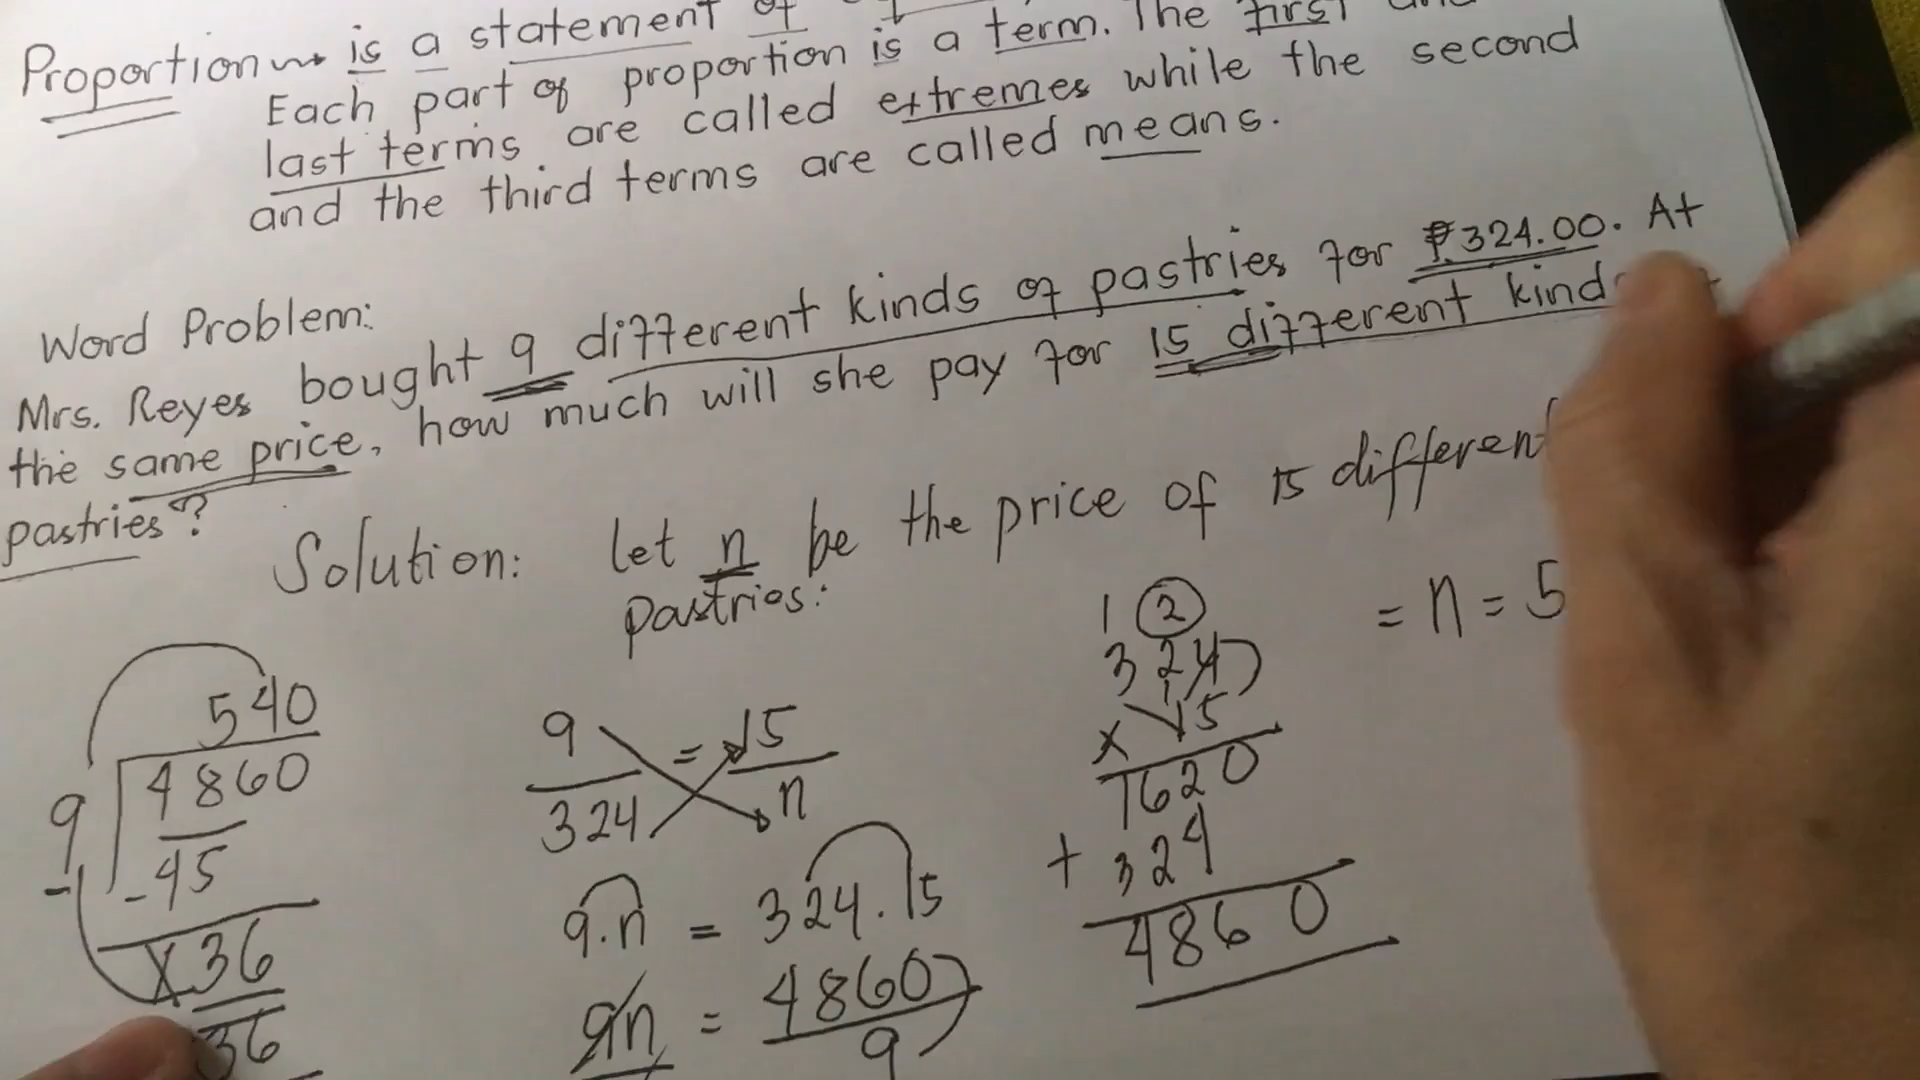 Proportion is a statement of
Each part of proportion is a term. The first
last terms are called extremes while the second
and the third terms are called means.
Word Problem:
Mrs. Reyes bought 9 different kinds of pastries for ₱324.00. At
the same price, how much will she pay for 15 different kind
pastries?
Solution: let n be the price of 15 different
pastries:
= n = 5
540
9 4860
- 45
x36
36
9 = 15
324 n
9.n = 324.15
9n = 4860
9
1 2
324
x 15
1620
+ 324
4860